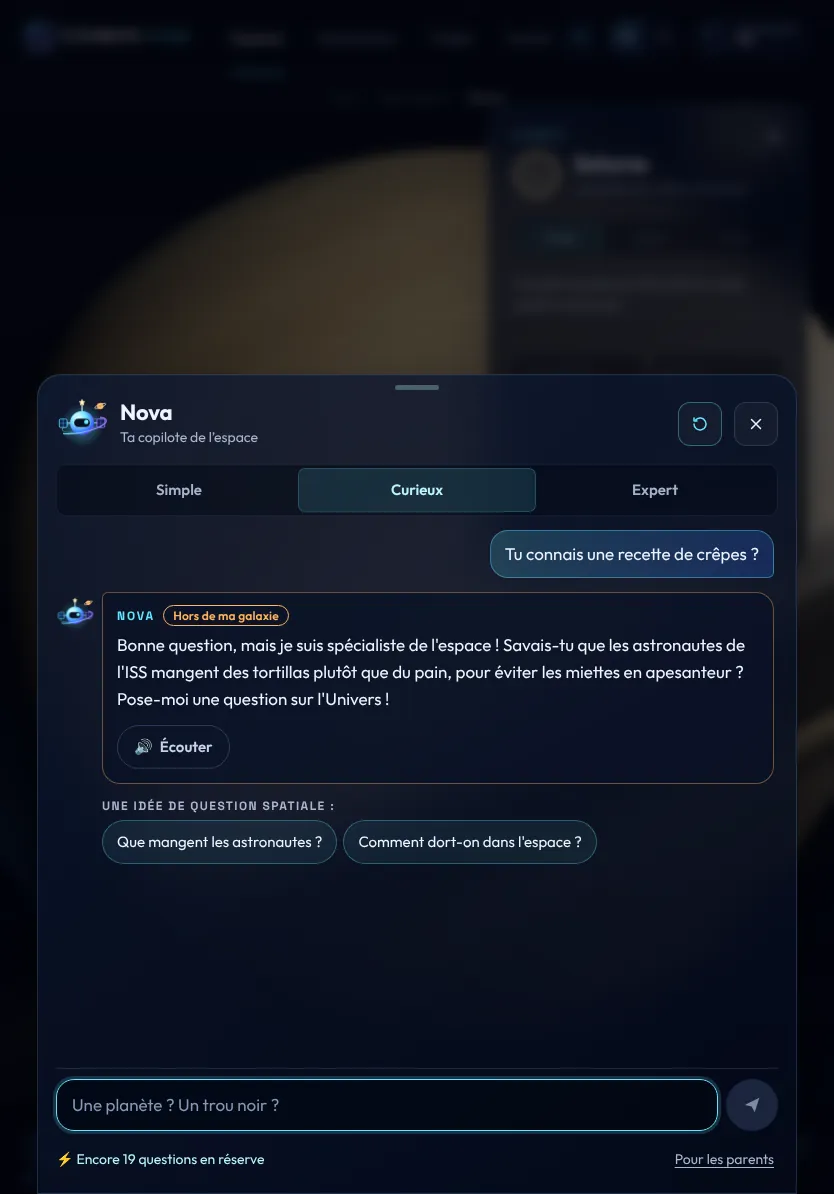 Nova
Ta copilote de l'espace
Simple
Curieux
Expert
Tu connais une recette de crêpes ?
NOVA
Hors de ma galaxie
Bonne question, mais je suis spécialiste de l'espace ! Savais-tu que les astronautes de
l'ISS mangent des tortillas plutôt que du pain, pour éviter les miettes en apesanteur ?
Pose-moi une question sur l'Univers !
Écouter
UNE IDÉE DE QUESTION SPATIALE :
Que mangent les astronautes ?
Comment dort-on dans l'espace ?
Une planète ? Un trou noir ?
Encore 19 questions en réserve
Pour les parents